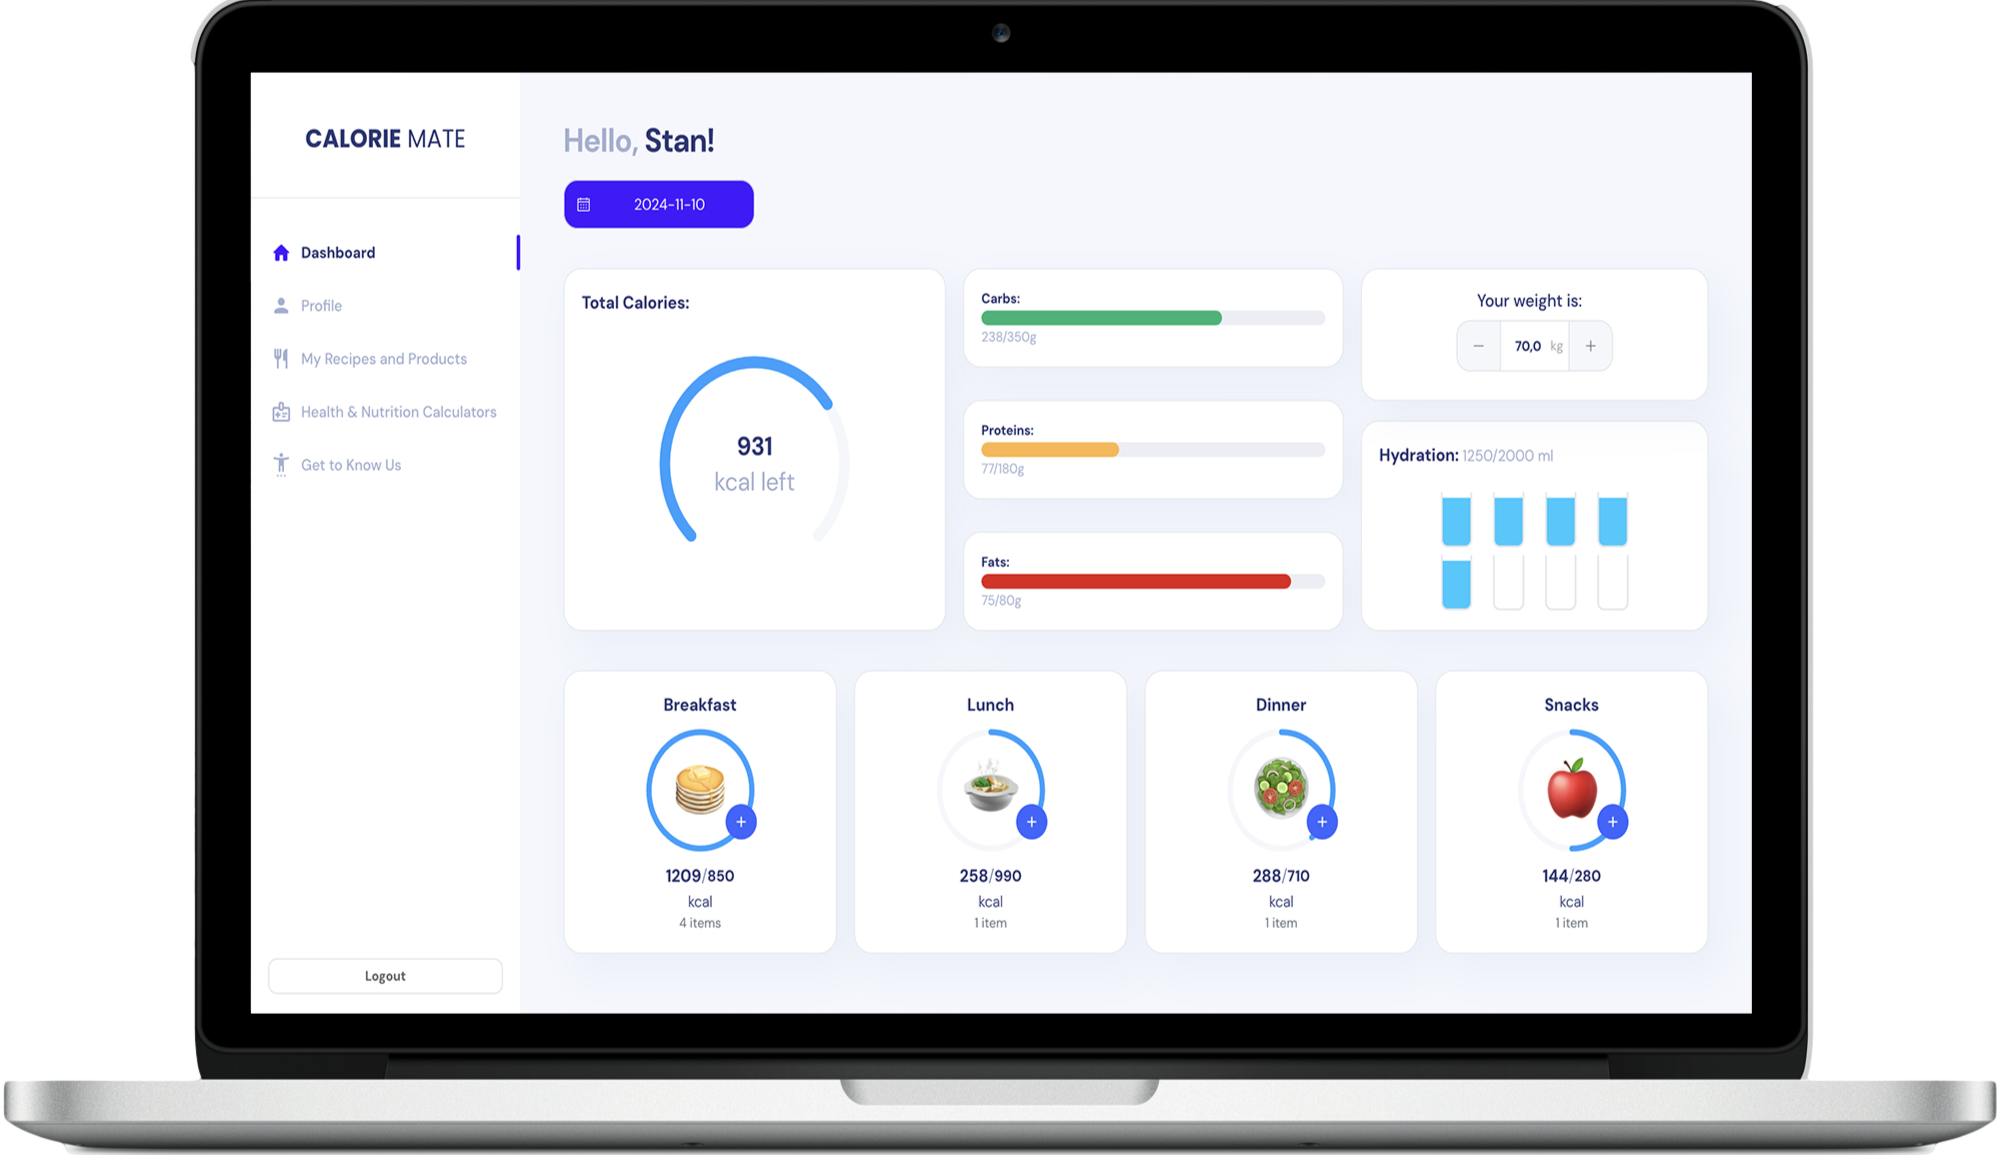 CALORIE MATE
Dashboard
Profile
My Recipes and Products
Health & Nutrition Calculators
Get to Know Us
Logout
Hello, Stan!
2024-11-10
Total Calories:
931
kcal left
Carbs:
238/350g
Proteins:
77/180g
Fats:
75/80g
Your weight is:
− 70,0 kg +
Hydration: 1250/2000 ml
Breakfast
+
1209/850
kcal
4 items
Lunch
+
258/990
kcal
1 item
Dinner
+
288/710
kcal
1 item
Snacks
+
144/280
kcal
1 item